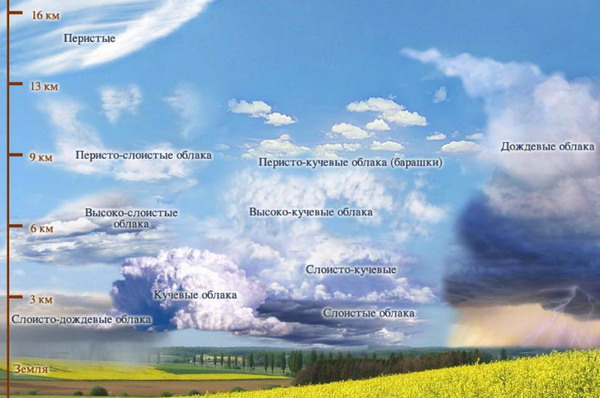 16 км
Перистые
13 км
Дождевые облака
Перисто-слоистые облака
9 км
Перисто-кучевые облака (барашки)
Высоко-слоистые
облака
Высоко-кучевые облака
6 км
Слоисто-кучевые
Кучевые облака
3 км
Слоистые облака
Слоисто-дождевые облака
Земля